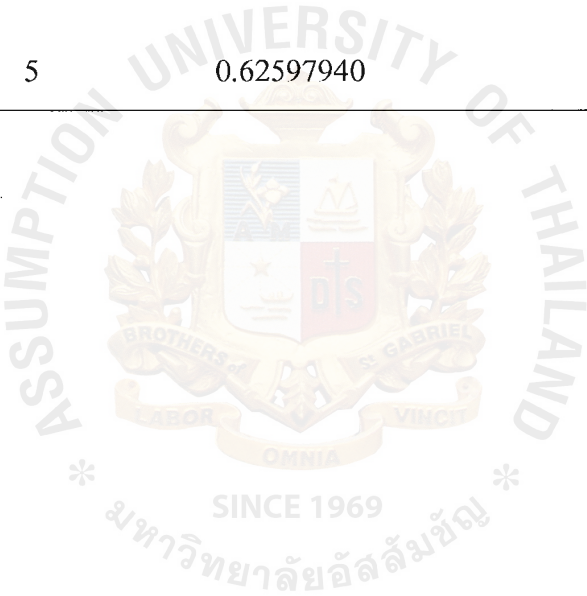 5 0.62597940
ASSUMPTION UNIVERSITY OF THAILAND
A M
D S
BROTHERS of St GABRIEL
LABOR
OMNIA
VINCIT
* SINCE 1969 *
มหาวิทยาลัยอัสสัมชัญ